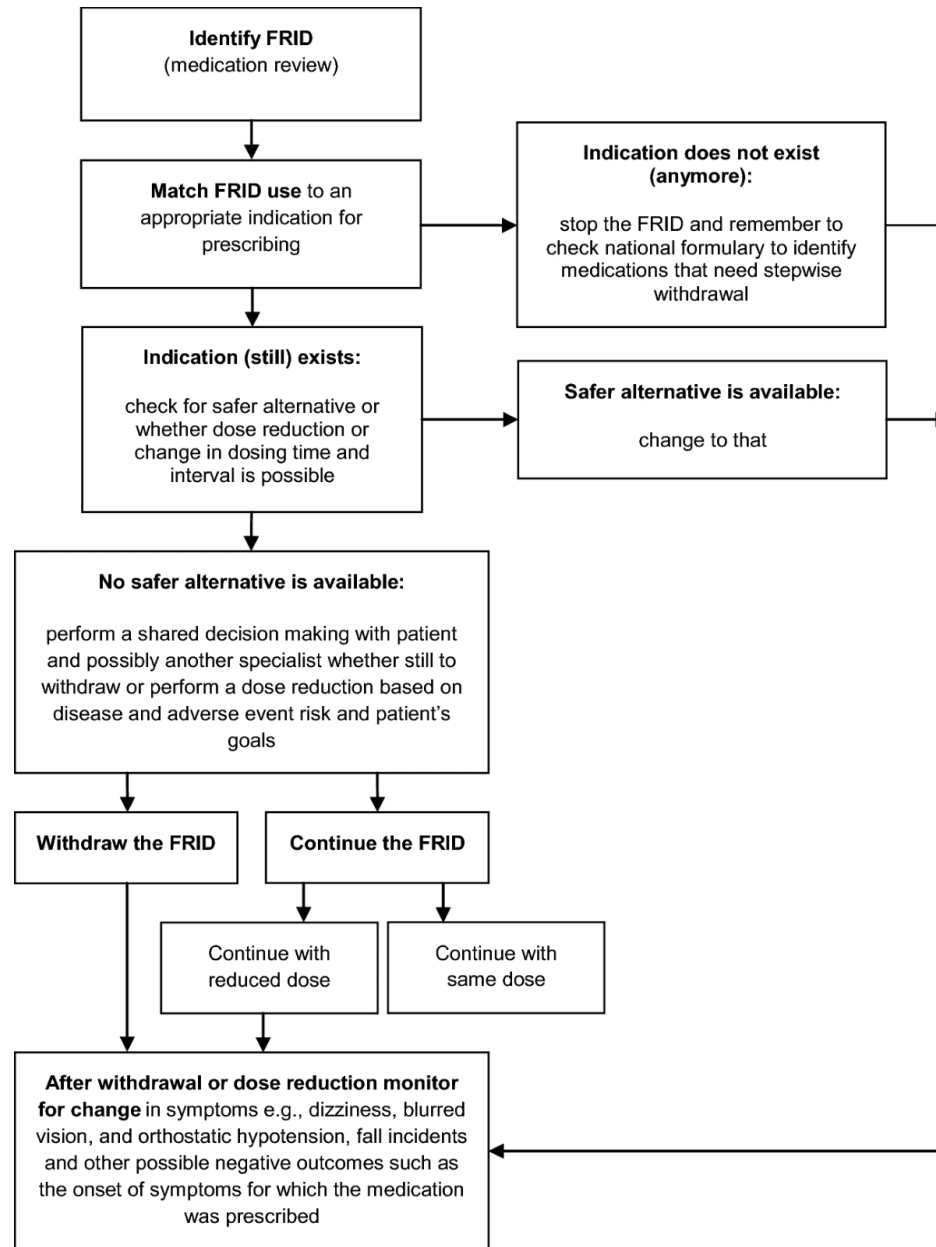 Identify FRID
(medication review)
Match FRID use to an
appropriate indication for
prescribing
Indication does not exist
(anymore):
stop the FRID and remember to
check national formulary to identify
medications that need stepwise
withdrawal
Indication (still) exists:
check for safer alternative or
whether dose reduction or
change in dosing time and
interval is possible
Safer alternative is available:
change to that
No safer alternative is available:
perform a shared decision making with patient
and possibly another specialist whether still to
withdraw or perform a dose reduction based on
disease and adverse event risk and patient's
goals
Withdraw the FRID
Continue the FRID
Continue with
reduced dose
Continue with
same dose
After withdrawal or dose reduction monitor
for change in symptoms e.g., dizziness, blurred
vision, and orthostatic hypotension, fall incidents
and other possible negative outcomes such as
the onset of symptoms for which the medication
was prescribed